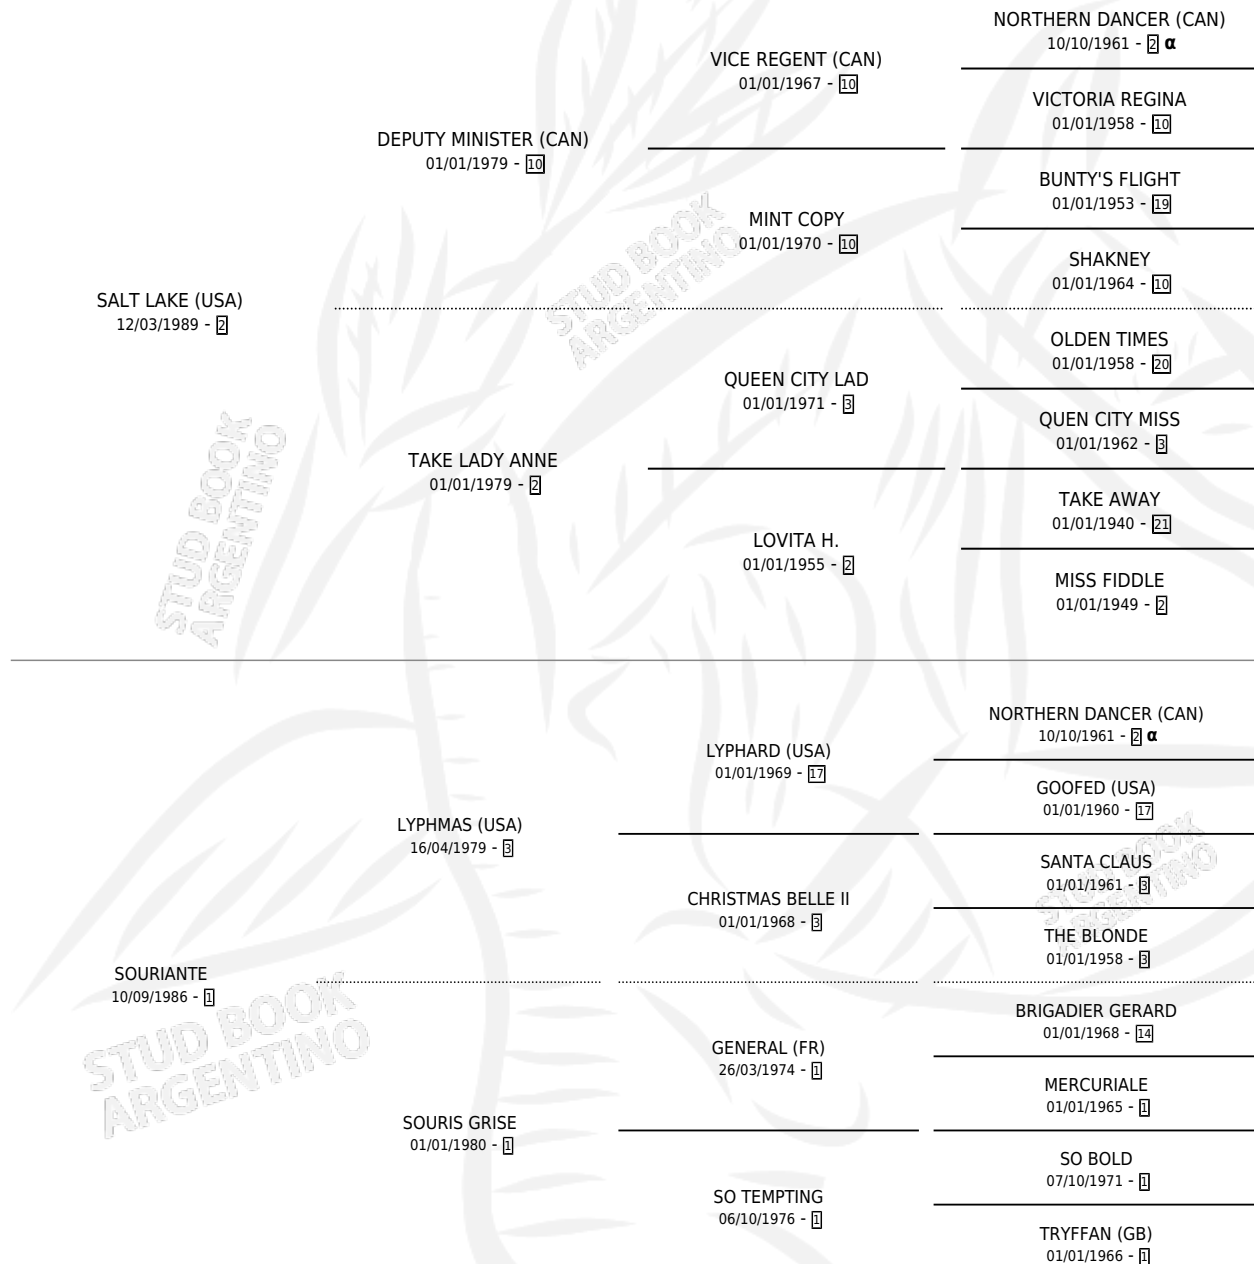 NORTHERN DANCER (CAN)
10/10/1961 - 2 α
VICE REGENT (CAN)
01/01/1967 - 10
VICTORIA REGINA
01/01/1958 - 10
DEPUTY MINISTER (CAN)
01/01/1979 - 10
BUNTY'S FLIGHT
01/01/1953 - 19
MINT COPY
01/01/1970 - 10
SHAKNEY
01/01/1964 - 10
STUD BOOK
ARGENTINO
SALT LAKE (USA)
12/03/1989 - 2
OLDEN TIMES
01/01/1958 - 20
QUEEN CITY LAD
01/01/1971 - 3
QUEN CITY MISS
01/01/1962 - 3
TAKE LADY ANNE
01/01/1979 - 2
TAKE AWAY
01/01/1940 - 21
LOVITA H.
01/01/1955 - 2
MISS FIDDLE
01/01/1949 - 2
STUD BOOK
ARGENTINO
NORTHERN DANCER (CAN)
10/10/1961 - 2 α
LYPHARD (USA)
01/01/1969 - 17
GOOFED (USA)
01/01/1960 - 17
LYPHMAS (USA)
16/04/1979 - 3
SANTA CLAUS
01/01/1961 - 3
STUD BOOK
ARGENTINO
CHRISTMAS BELLE II
01/01/1968 - 3
THE BLONDE
01/01/1958 - 3
SOURIANTE
10/09/1986 - 1
STUD BOOK
ARGENTINO
BRIGADIER GERARD
01/01/1968 - 14
GENERAL (FR)
26/03/1974 - 1
MERCURIALE
01/01/1965 - 1
SOURIS GRISE
01/01/1980 - 1
SO BOLD
07/10/1971 - 1
SO TEMPTING
06/10/1976 - 1
TRYFFAN (GB)
01/01/1966 - 1